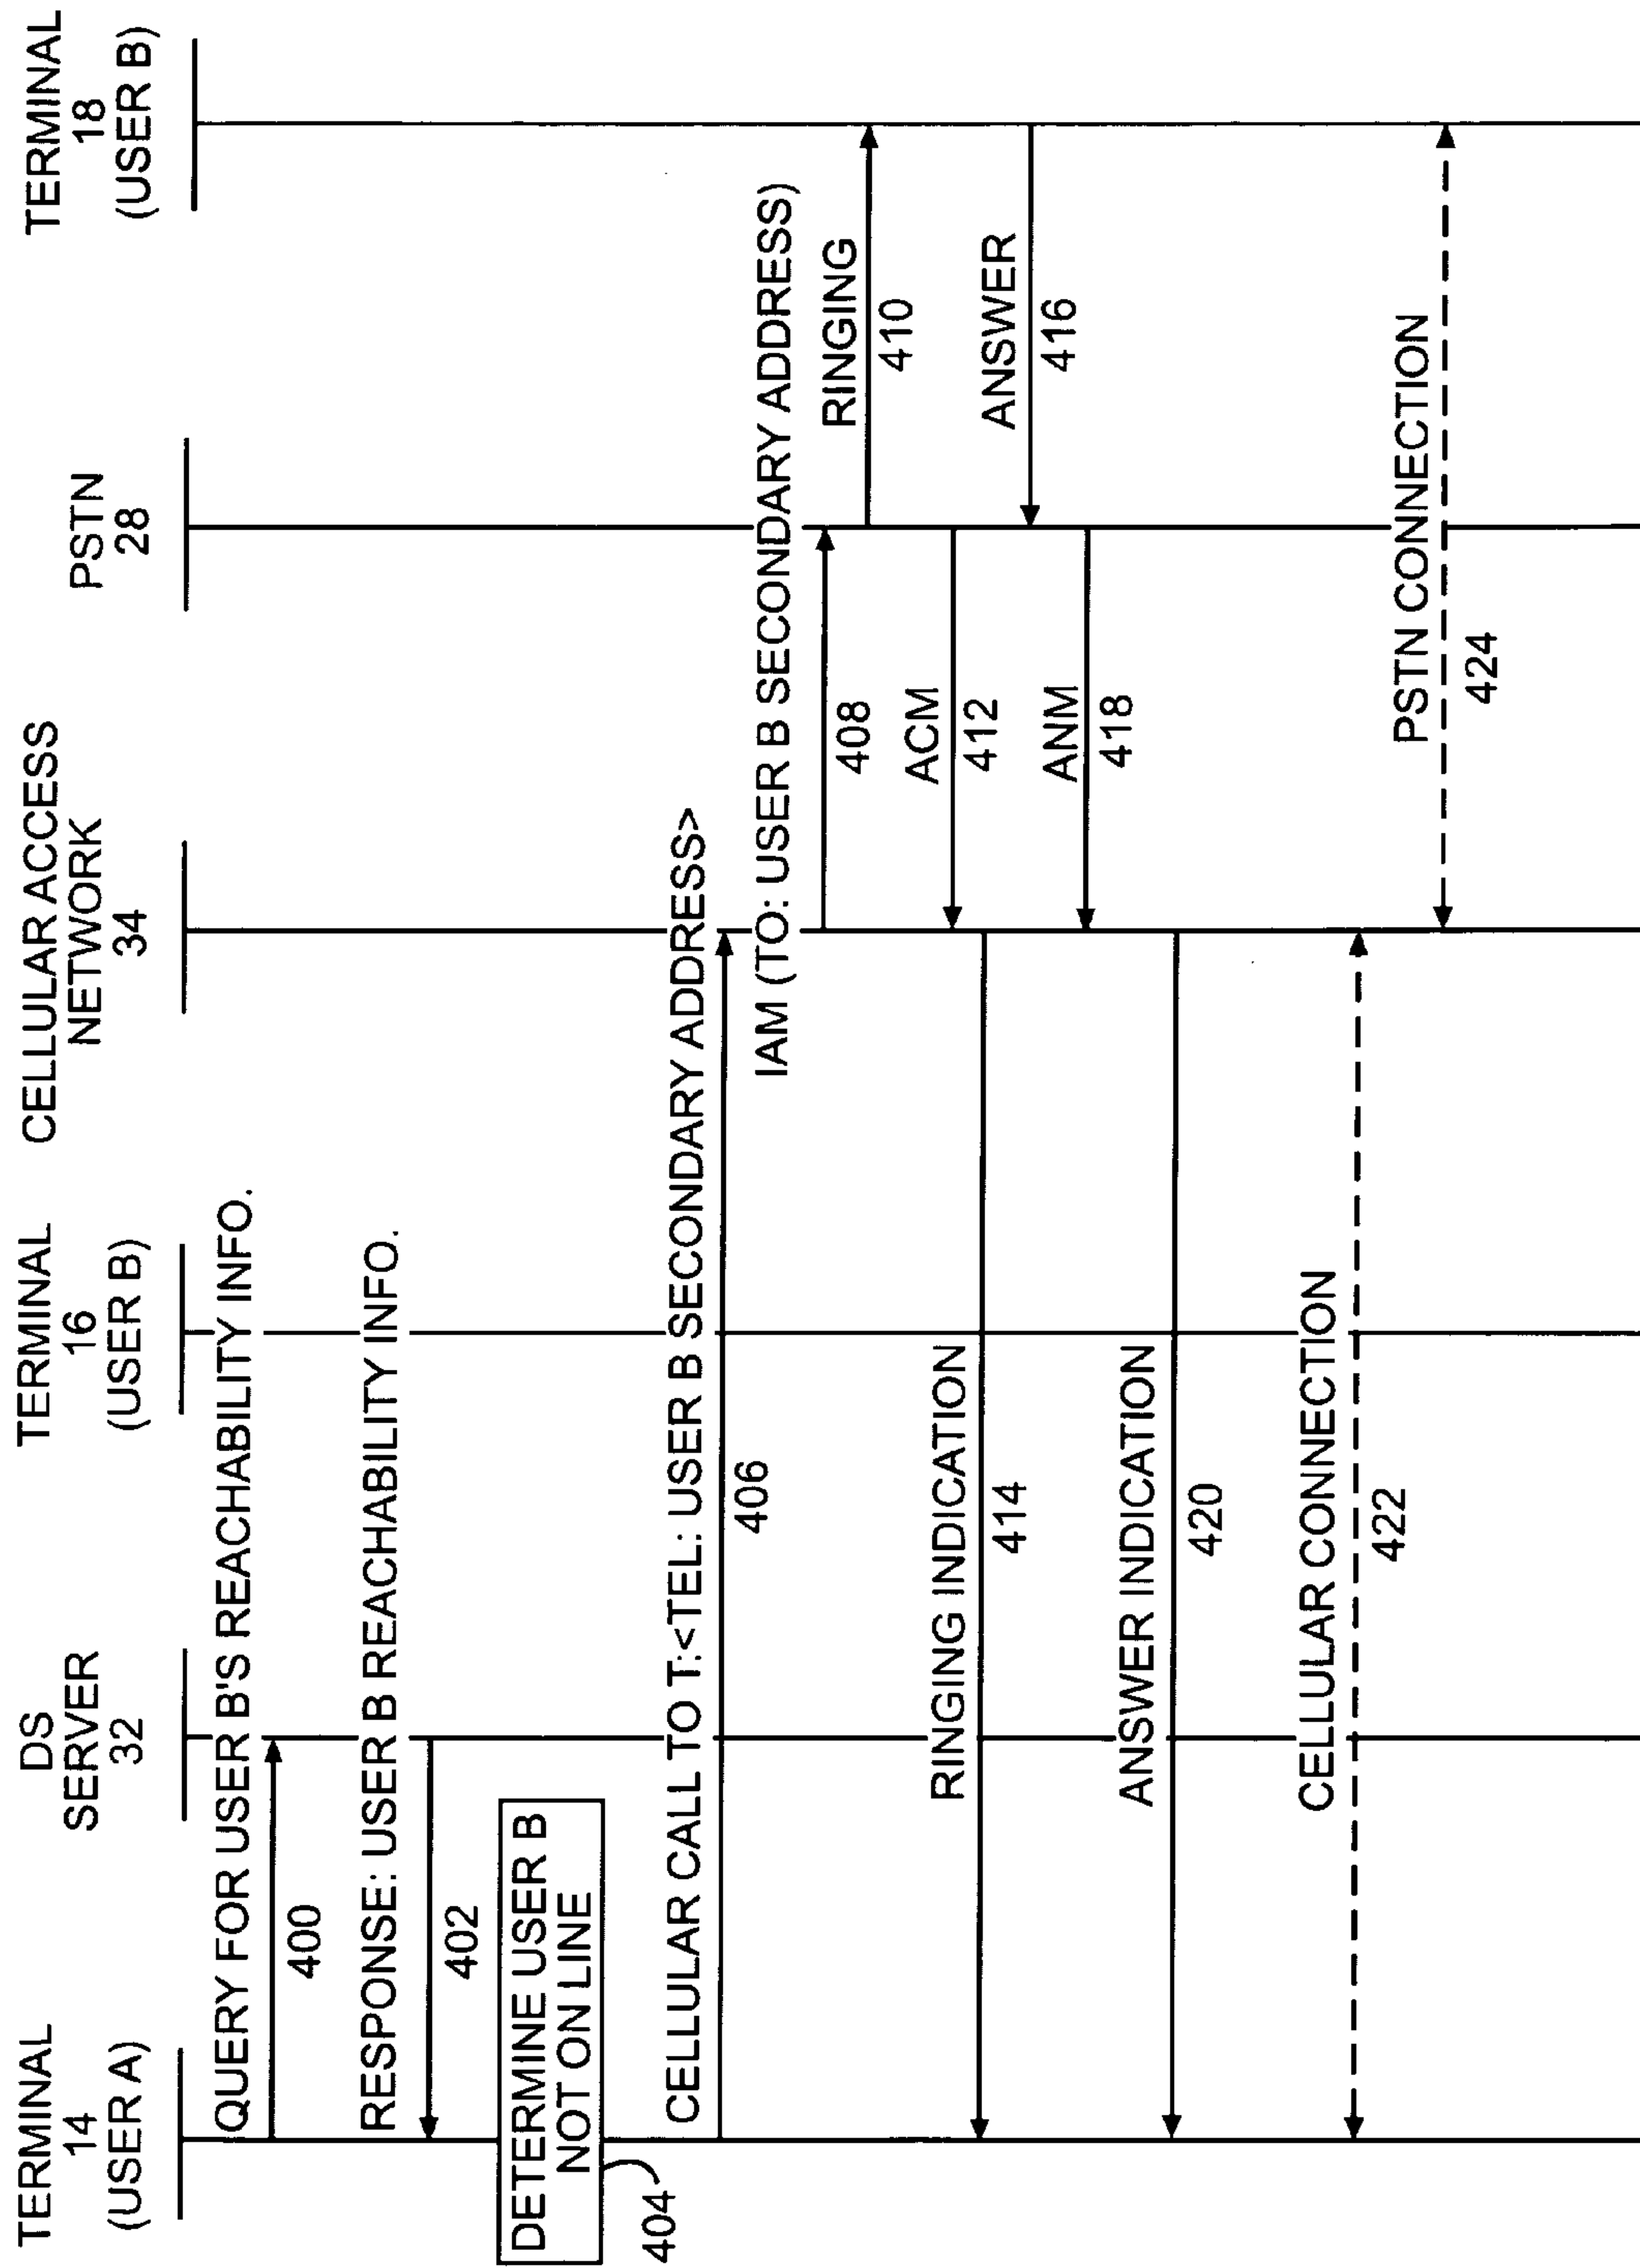 TERMINAL
14
(USER A)
DS
SERVER
32
TERMINAL
16
(USER B)
CELLULAR ACCESS
NETWORK
34
PSTN
28
TERMINAL
18
(USER B)
QUERY FOR USER B'S REACHABILITY INFO.
400
RESPONSE: USER B REACHABILITY INFO.
402
DETERMINE USER B
NOT ON LINE
404
CELLULAR CALL TO T:<TEL: USER B SECONDARY ADDRESS>
406
IAM (TO: USER B SECONDARY ADDRESS)
408
RINGING
410
ACM
412
RINGING INDICATION
414
ANSWER
416
ANM
418
ANSWER INDICATION
420
CELLULAR CONNECTION
422
PSTN CONNECTION
424